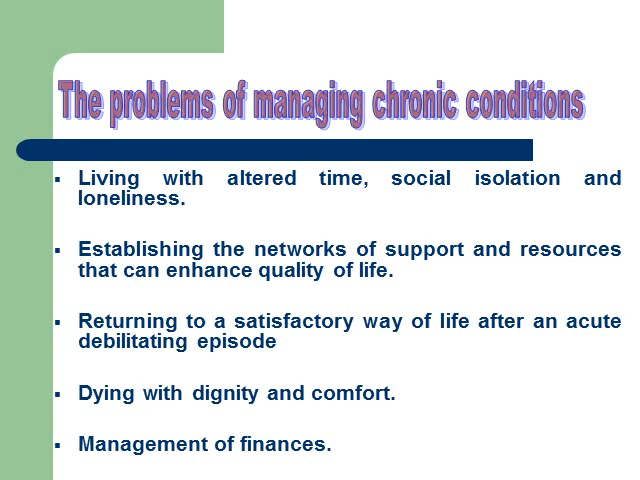 The problems of managing chronic conditions
▪ Living with altered time, social isolation and
loneliness.
▪ Establishing the networks of support and resources
that can enhance quality of life.
▪ Returning to a satisfactory way of life after an acute
debilitating episode
▪ Dying with dignity and comfort.
▪ Management of finances.